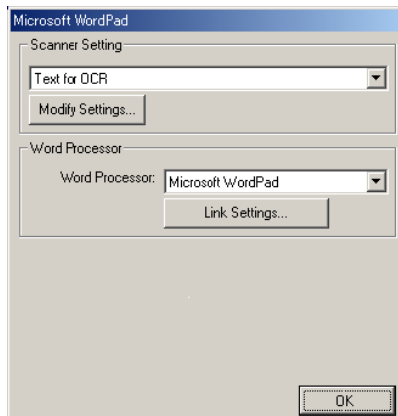 Microsoft WordPad
Scanner Setting
Text for OCR
Modify Settings...
Word Processor
Word Processor: Microsoft WordPad
Link Settings...
OK